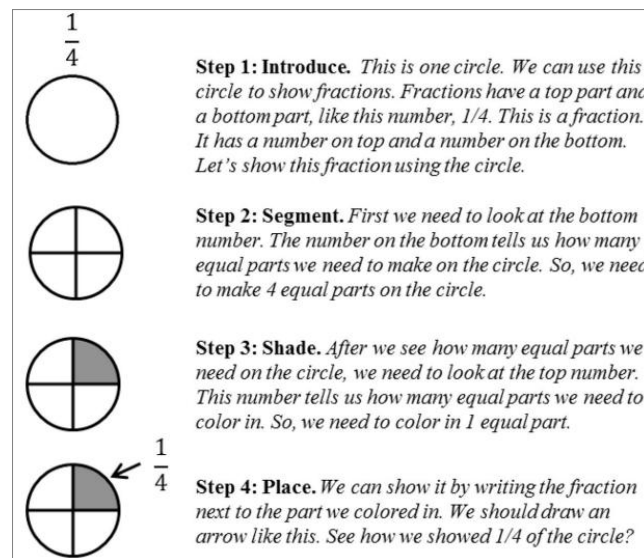 1
4
Step 1: Introduce. This is one circle. We can use this
circle to show fractions. Fractions have a top part and
a bottom part, like this number, 1/4. This is a fraction.
It has a number on top and a number on the bottom.
Let's show this fraction using the circle.
Step 2: Segment. First we need to look at the bottom
number. The number on the bottom tells us how many
equal parts we need to make on the circle. So, we need
to make 4 equal parts on the circle.
Step 3: Shade. After we see how many equal parts we
need on the circle, we need to look at the top number.
This number tells us how many equal parts we need to
color in. So, we need to color in 1 equal part.
1
4
Step 4: Place. We can show it by writing the fraction
next to the part we colored in. We should draw an
arrow like this. See how we showed 1/4 of the circle?